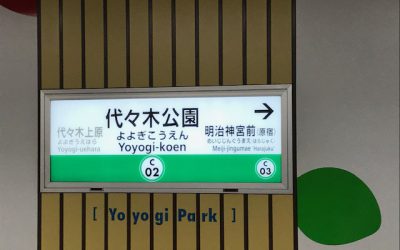 代々木公園
よよぎこうえん
Yoyogi-koen
代々木上原
よよぎうえはら
Yoyogi-uehara
→
明治神宮前〈原宿〉
めいじじんぐうまえ〈はらじゅく〉
Meiji-jingumae 'Harajuku'
C
02
C
03
[ Yoyogi Park ]